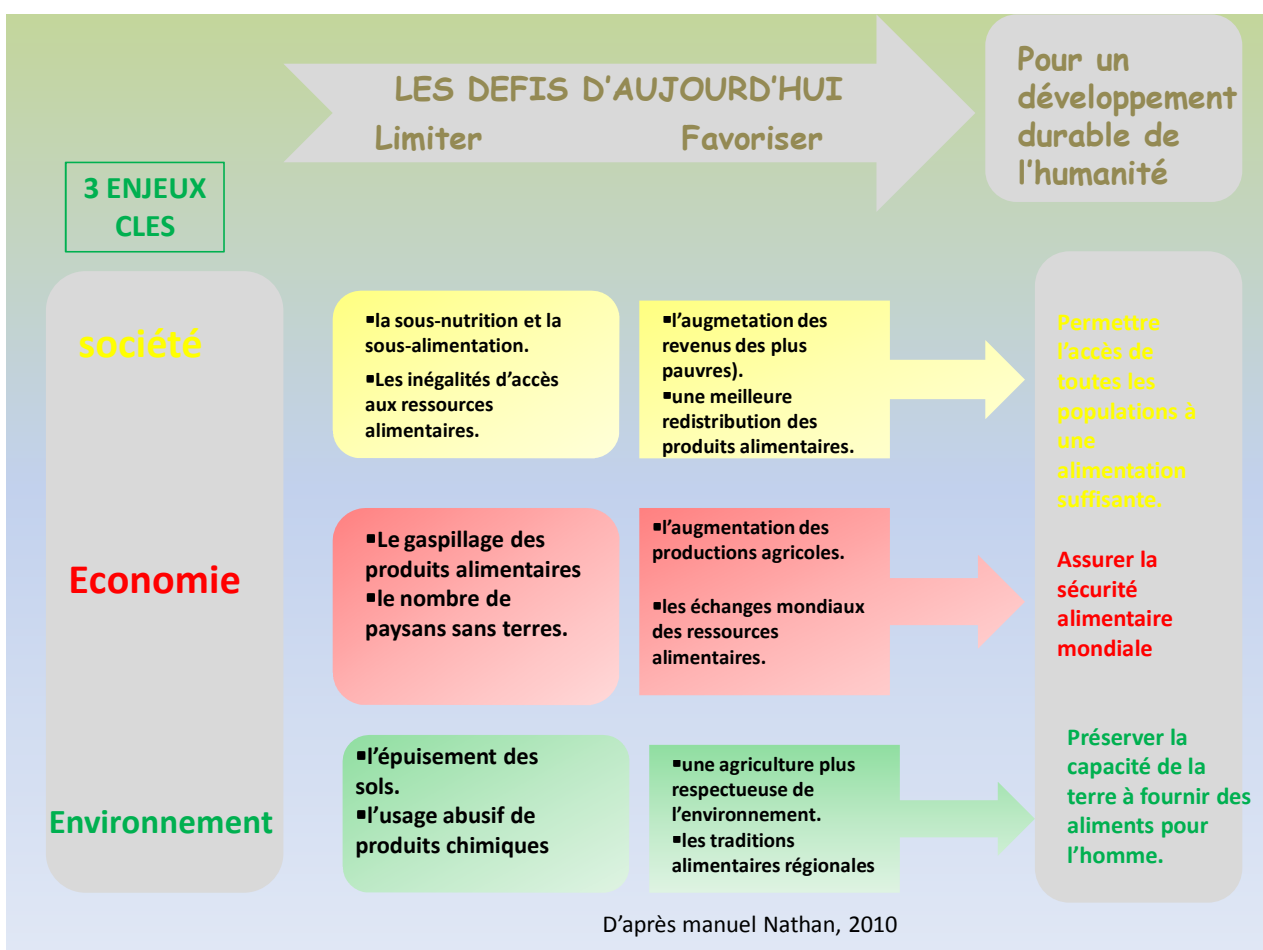 LES DEFIS D'AUJOURD'HUI
Limiter
Favoriser
Pour un
développement
durable de
l'humanité
3 ENJEUX
CLES
société
▪la sous-nutrition et la
sous-alimentation.
▪Les inégalités d'accès
aux ressources
alimentaires.
▪l'augmetation des
revenus des plus
pauvres).
▪une meilleure
redistribution des
produits alimentaires.
Permettre
l'accès de
toutes les
populations à
une
alimentation
suffisante.
Economie
▪Le gaspillage des
produits alimentaires
▪le nombre de
paysans sans terres.
▪l'augmentation des
productions agricoles.
▪les échanges mondiaux
des ressources
alimentaires.
Assurer la
sécurité
alimentaire
mondiale
Environnement
▪l'épuisement des
sols.
▪l'usage abusif de
produits chimiques
▪une agriculture plus
respectueuse de
l'environnement.
▪les traditions
alimentaires régionales
Préserver la
capacité de la
terre à fournir des
aliments pour
l'homme.
D'après manuel Nathan, 2010